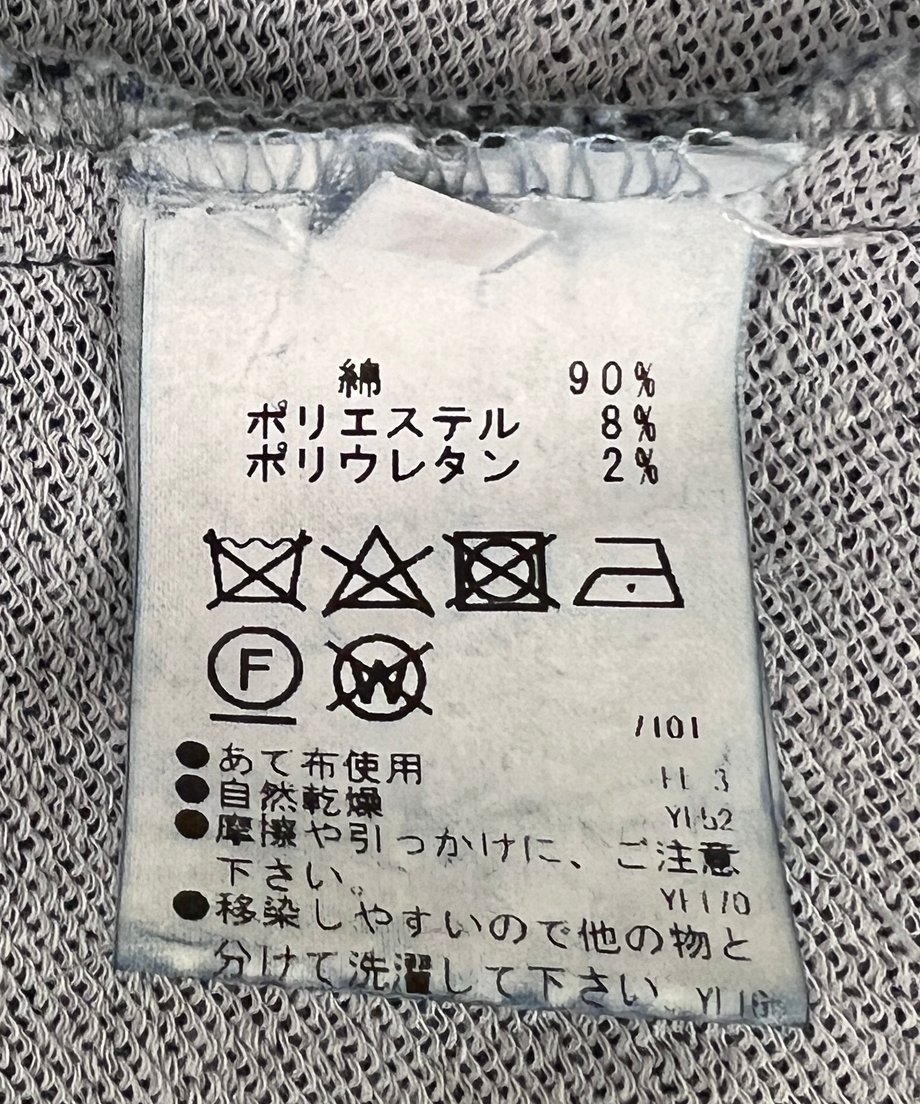 綿 90%
ポリエステル 8%
ポリウレタン 2%
F
W
7101
●あて布使用
●自然乾燥
●摩擦や引っかけに、ご注意
下さい。
●移染しやすいので他の物と
分けて洗濯して下さい